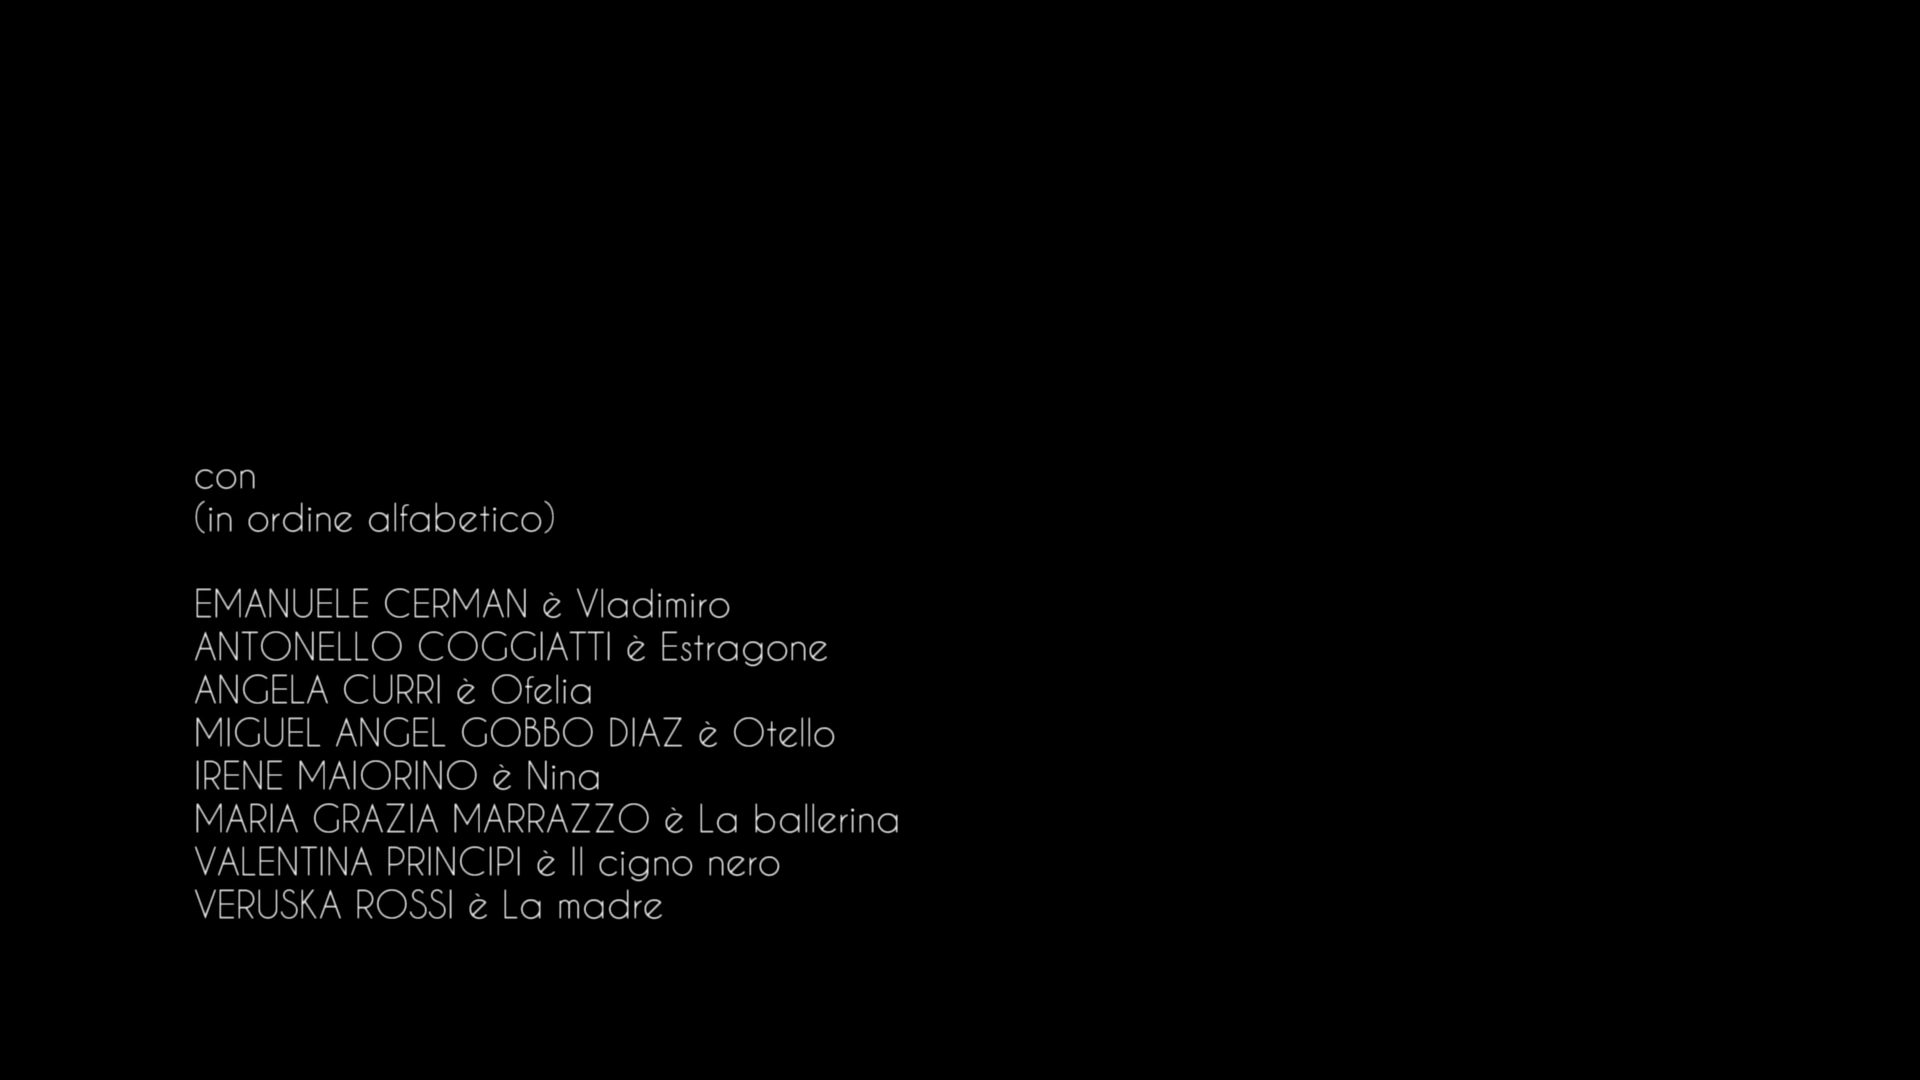 con
(in ordine alfabetico)
EMANUELE CERMAN è Vladimiro
ANTONELLO COGGIATTI è Estragone
ANGELA CURRI è Ofelia
MIGUEL ANGEL GOBBO DIAZ è Otello
IRENE MAIORINO è Nina
MARIA GRAZIA MARRAZZO è La ballerina
VALENTINA PRINCIPI è Il cigno nero
VERUSKA ROSSI è La madre